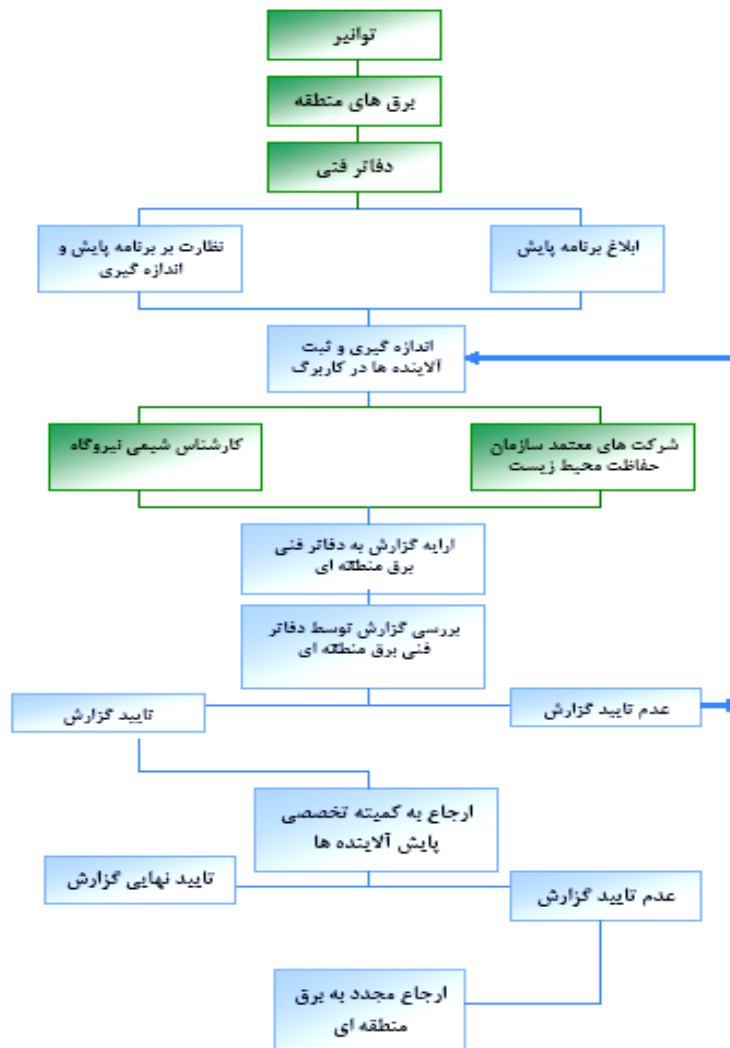 توانیر
برق های منطقه
دفاتر فنی
ابلاغ برنامه پایش
نظارت بر برنامه پایش و
اندازه گیری
اندازه گیری و ثبت
آلاینده ها در کاربرگ
شرکت های معتمد سازمان
حفاظت محیط زیست
کارشناس شیمی نیروگاه
ارایه گزارش به دفاتر فنی
برق منطقه ای
بررسی گزارش توسط دفاتر
فنی برق منطقه ای
عدم تایید گزارش
تایید گزارش
ارجاع به کمیته تخصصی
پایش آلاینده ها
عدم تایید گزارش
تایید نهایی گزارش
ارجاع مجدد به برق
منطقه ای